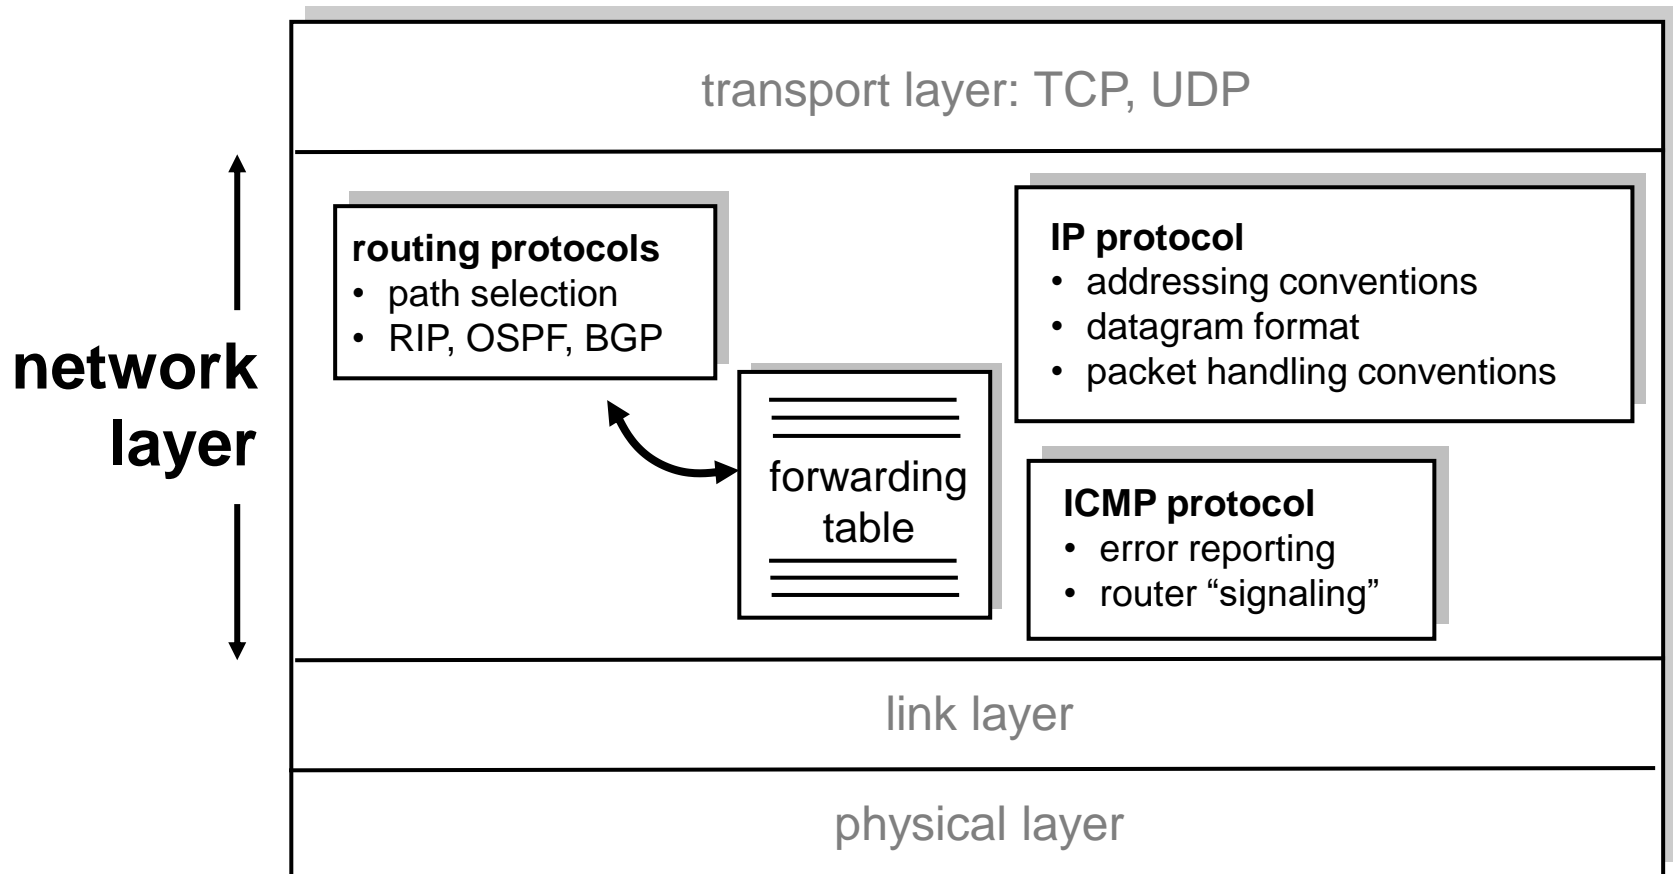 transport layer: TCP, UDP
network
layer
routing protocols
• path selection
• RIP, OSPF, BGP
forwarding
table
IP protocol
• addressing conventions
• datagram format
• packet handling conventions
ICMP protocol
• error reporting
• router “signaling”
link layer
physical layer